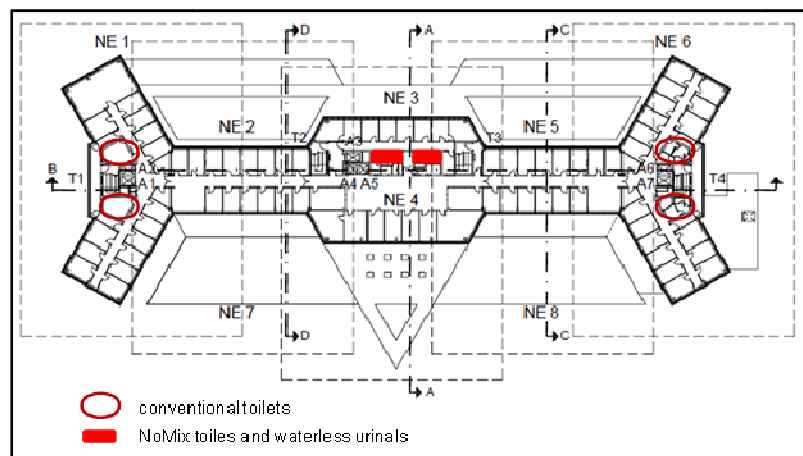 NE 1
D
A
C
NE 6
NE 3
NE 2
T2
A3
T3
NE 5
B
T1
A1
A4 A5
NE 4
A6
A7
T4
NE 7
NE 8
D
C
A
conventional toilets
NoMix toiles and waterless urinals